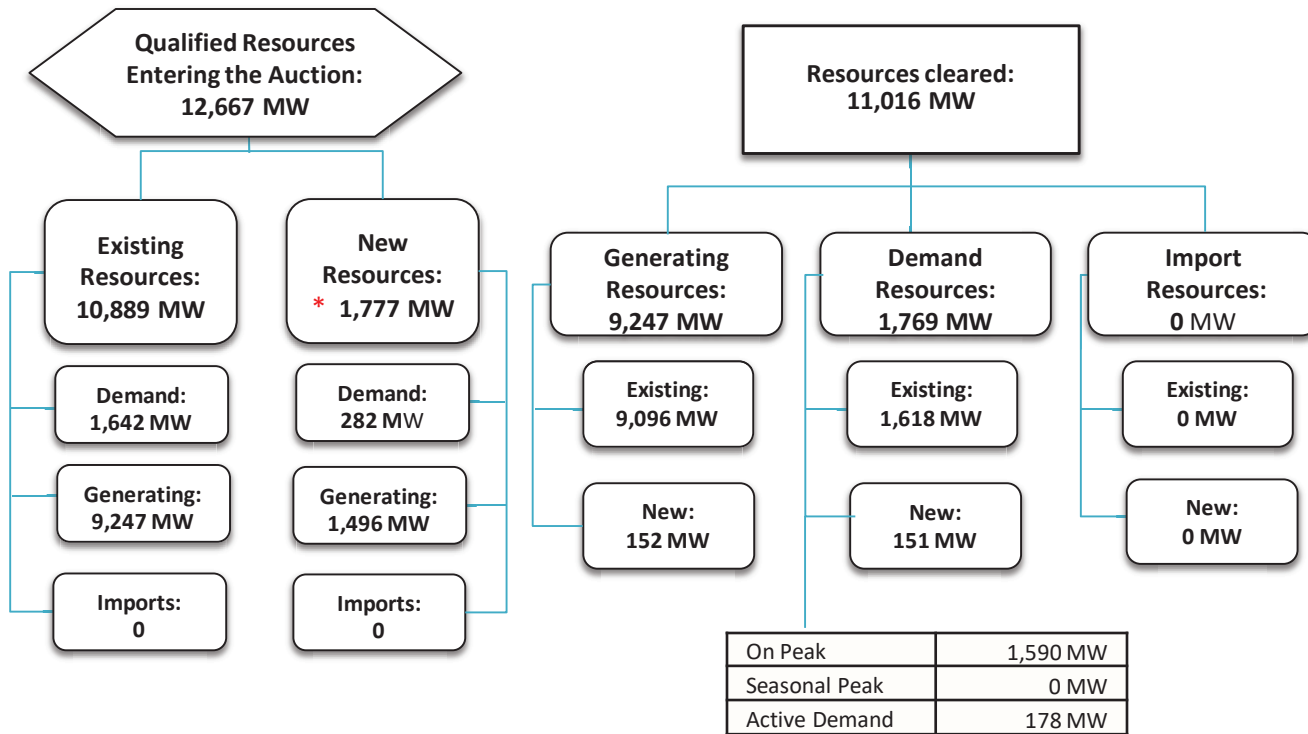 Qualified Resources
Entering the Auction:
12,667 MW
Existing
Resources:
10,889 MW
Demand:
1,642 MW
Generating:
9,247 MW
Imports:
0
New
Resources:
* 1,777 MW
Demand:
282 MW
Generating:
1,496 MW
Imports:
0
Resources cleared:
11,016 MW
Generating
Resources:
9,247 MW
Existing:
9,096 MW
New:
152 MW
Demand
Resources:
1,769 MW
Existing:
1,618 MW
New:
151 MW
On Peak 1,590 MW
Seasonal Peak 0 MW
Active Demand 178 MW
Import
Resources:
0 MW
Existing:
0 MW
New:
0 MW